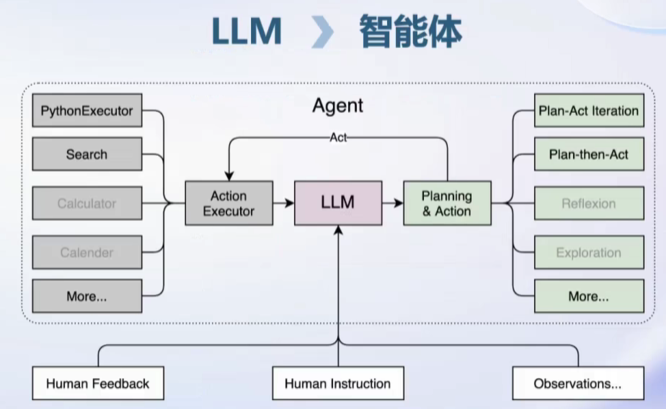 LLM 》 智能体
Agent
PythonExecutor
Search
Calculator
Calender
More...
Act
Action
Executor
LLM
Planning
& Action
Plan-Act Iteration
Plan-then-Act
Reflexion
Exploration
More...
Human Feedback
Human Instruction
Observations...